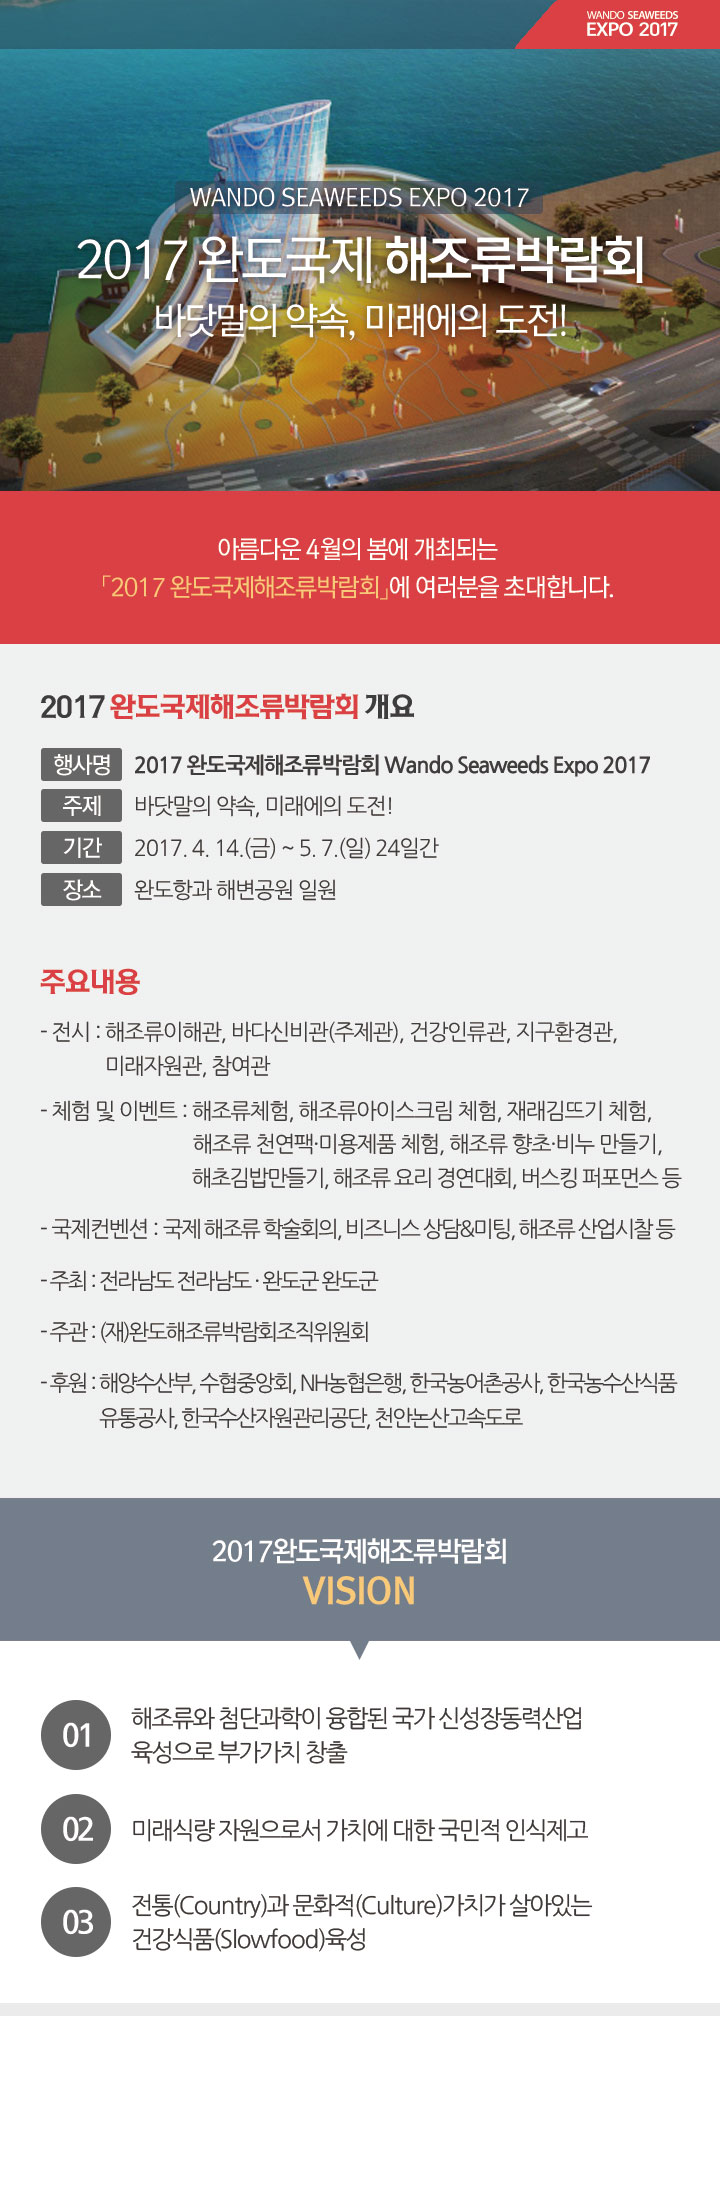 WANDO SEAWEEDS
EXPO 2017
WANDO SEA
WANDO SEAWEEDS EXPO 2017
2017 완도국제 해조류박람회
바닷말의 약속, 미래에의 도전!
아름다운 4월의 봄에 개최되는
「2017 완도국제해조류박람회」에 여러분을 초대합니다.
2017 완도국제해조류박람회 개요
행사명 2017 완도국제해조류박람회 Wando Seaweeds Expo 2017
주제 바닷말의 약속, 미래에의 도전!
기간 2017. 4. 14.(금) ~ 5. 7.(일) 24일간
장소 완도항과 해변공원 일원
주요내용
- 전시 : 해조류이해관, 바다신비관(주제관), 건강인류관, 지구환경관,
미래자원관, 참여관
- 체험 및 이벤트 : 해조류체험, 해조류아이스크림 체험, 재래김뜨기 체험,
해조류 천연팩·미용제품 체험, 해조류 향초·비누 만들기,
해초김밥만들기, 해조류 요리 경연대회, 버스킹 퍼포먼스 등
- 국제컨벤션 : 국제 해조류 학술회의, 비즈니스 상담&미팅, 해조류 산업시찰 등
- 주최 : 전라남도 전라남도 · 완도군 완도군
- 주관 : (재)완도해조류박람회조직위원회
- 후원 : 해양수산부, 수협중앙회, NH농협은행, 한국농어촌공사, 한국농수산식품
유통공사, 한국수산자원관리공단, 천안논산고속도로
2017완도국제해조류박람회
VISION
01 해조류와 첨단과학이 융합된 국가 신성장동력산업
육성으로 부가가치 창출
02 미래식량 자원으로서 가치에 대한 국민적 인식제고
03 전통(Country)과 문화적(Culture)가치가 살아있는
건강식품(Slowfood)육성